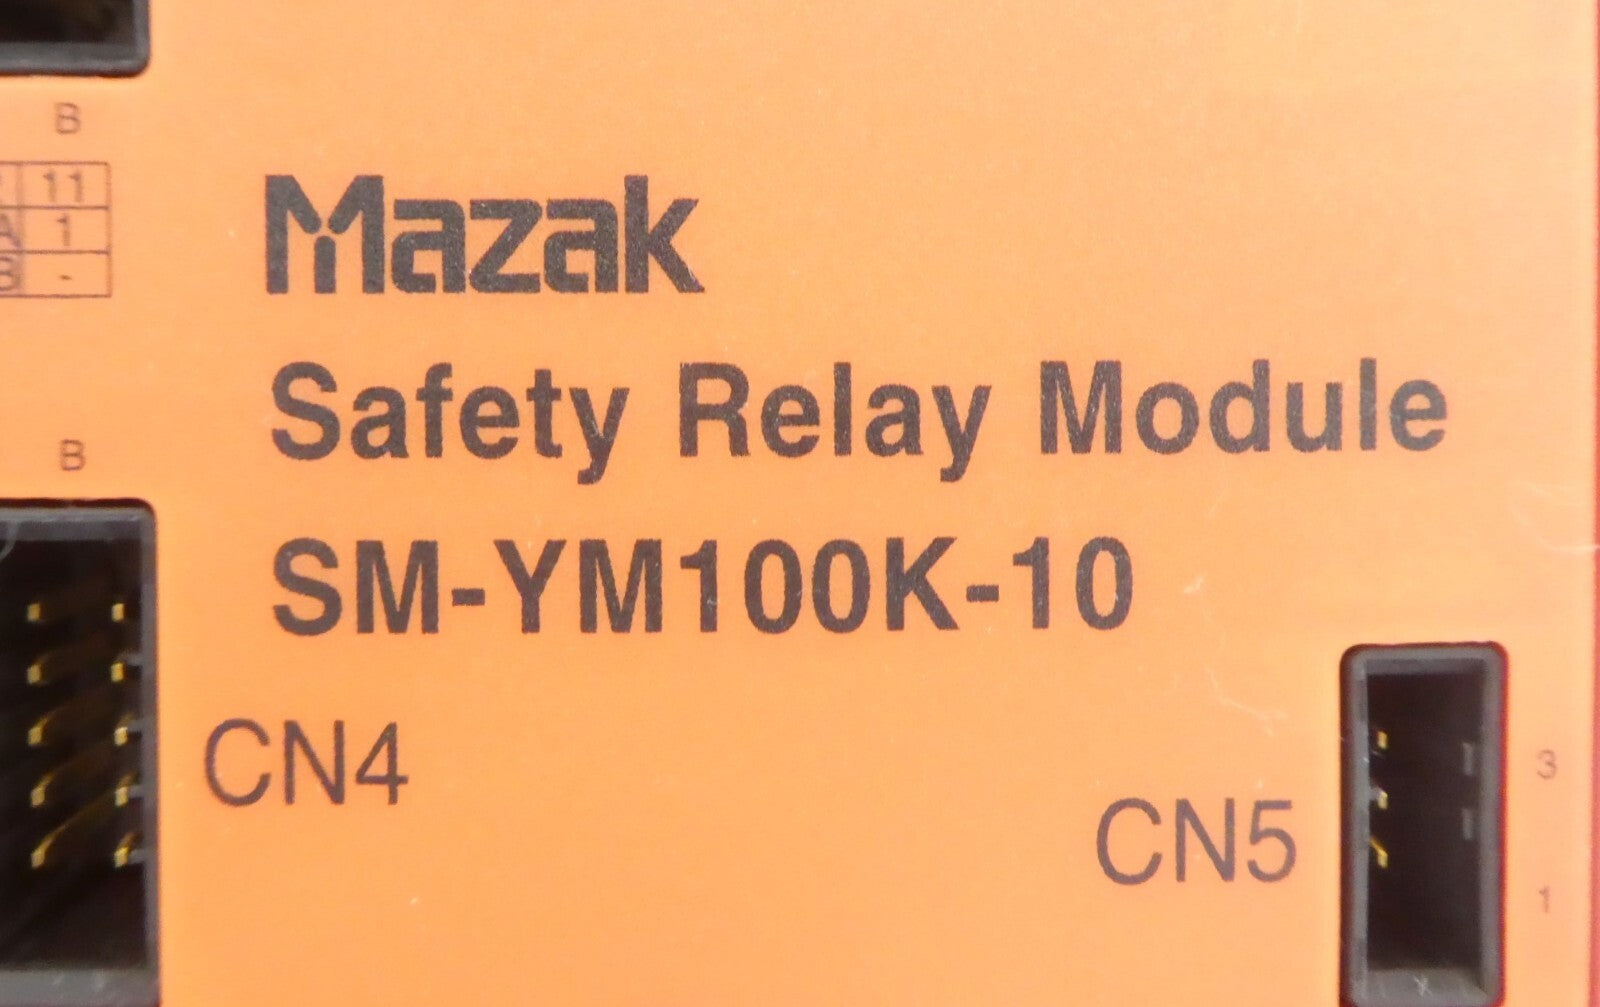 B
11
A 1
B -
Mazak
Safety Relay Module
B
SM-YM100K-10
CN4
3
CN5
1